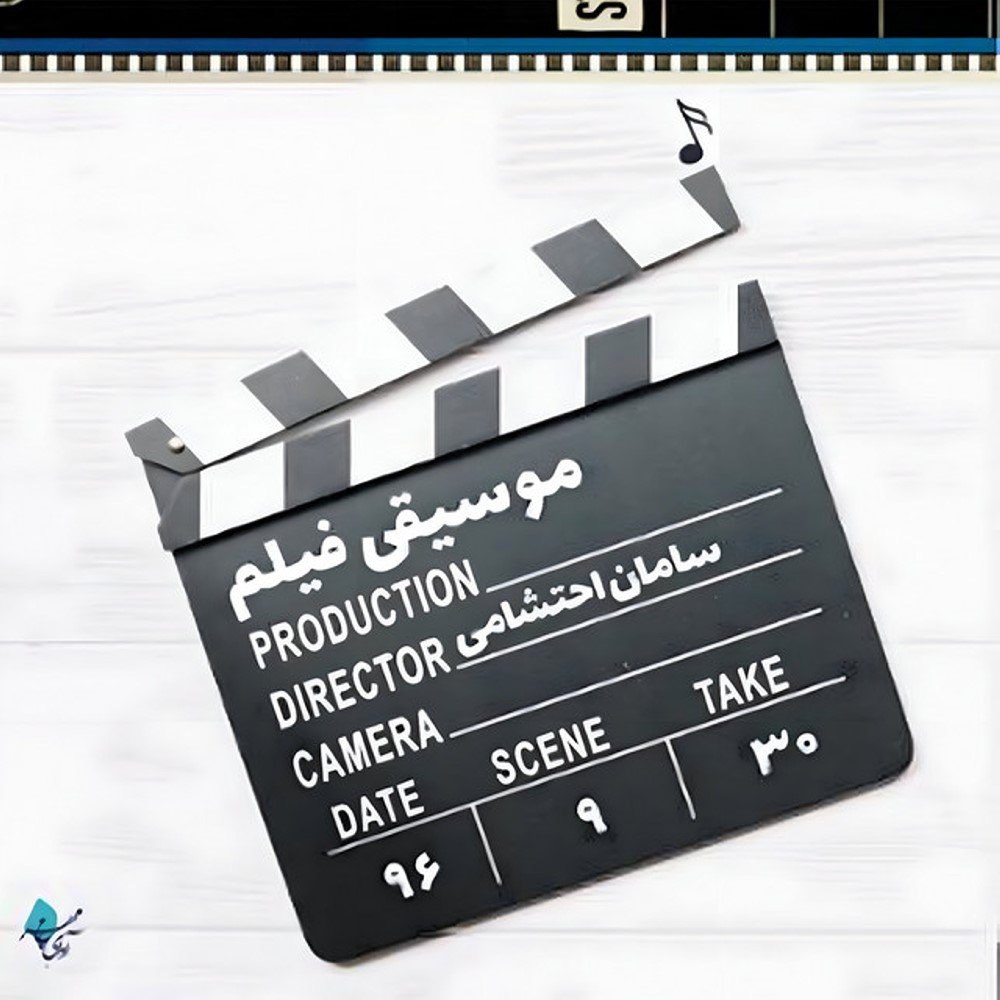 موسیقی فیلم
PRODUCTION
DIRECTOR سامان احتشامی
CAMERA
DATE SCENE TAKE
۹۶ ۹ ۳۰